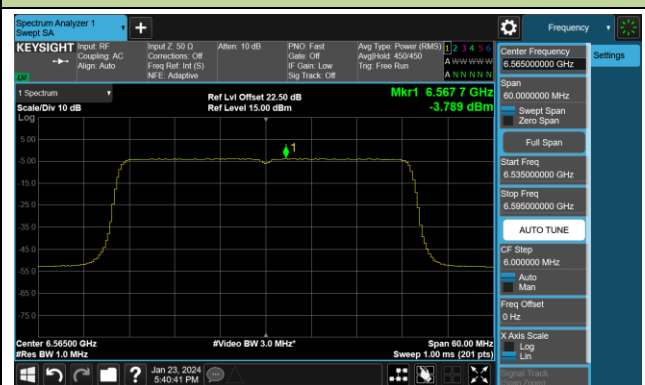 Spectrum Analyzer 1
Swept SA
Frequency
KEYSIGHT
Input: RF
Coupling: AC
Align: Auto
Input Z: 50 Ω
Corrections: Off
Freq Ref: Int (S)
NFE: Adaptive
Atten: 10 dB
PNO: Fast
Gate: Off
IF Gain: Low
Sig Track: Off
Avg Type: Power (RMS)
Avg|Hold: 450/450
Trig: Free Run
1 2 3 4 5 6
A W W W W W
A N N N N N
1 Spectrum
Scale/Div 10 dB
Log
Ref Lvl Offset 22.50 dB
Ref Level 15.00 dBm
Mkr1 6.567 7 GHz
-3.789 dBm
1
5.00
-5.00
-15.0
-25.0
-35.0
-45.0
-55.0
-65.0
-75.0
Center 6.56500 GHz
#Res BW 1.0 MHz
#Video BW 3.0 MHz*
Span 60.00 MHz
Sweep 1.00 ms (201 pts)
Jan 23, 2024
5:40:41 PM
Center Frequency
6.565000000 GHz
Settings
Span
60.0000000 MHz
Swept Span
Zero Span
Full Span
Start Freq
6.535000000 GHz
Stop Freq
6.595000000 GHz
AUTO TUNE
CF Step
6.000000 MHz
Auto
Man
Freq Offset
0 Hz
X Axis Scale
Log
Lin
Signal Track
(Span Zoom)